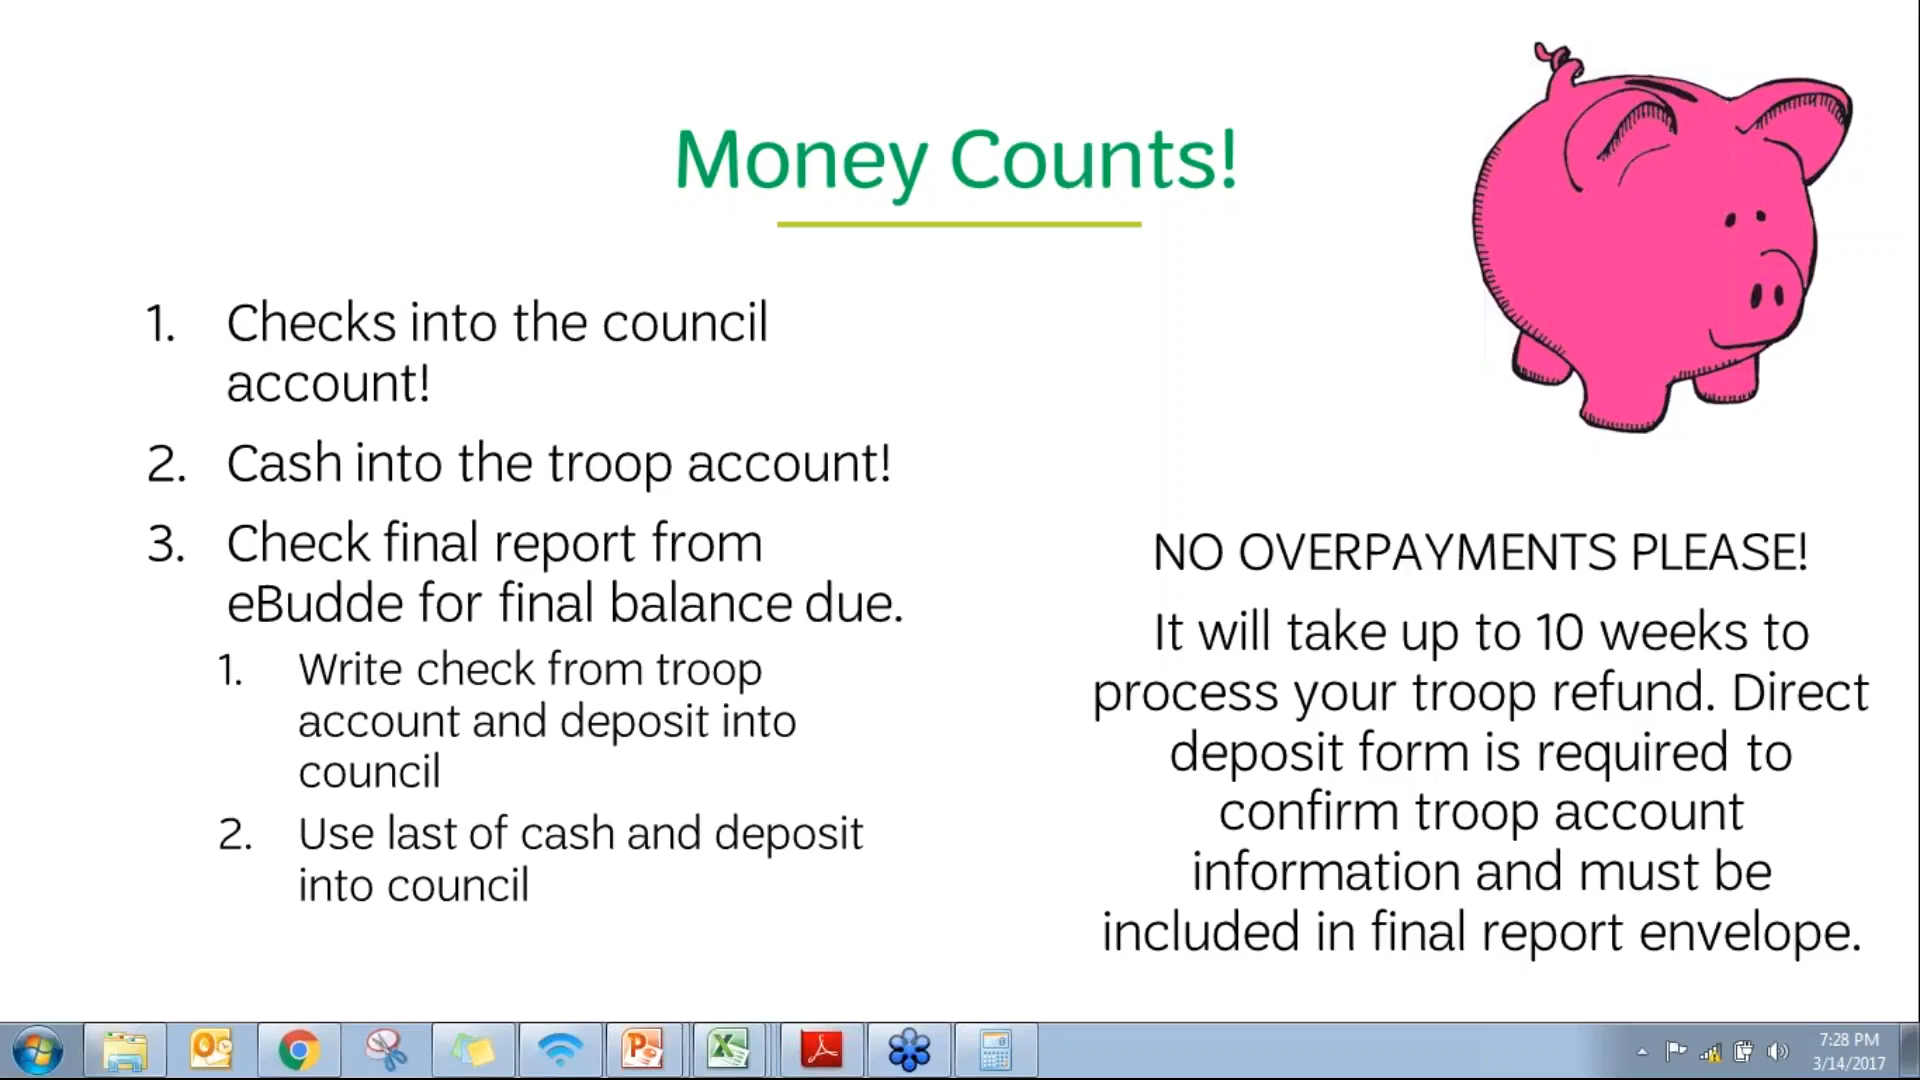 Money Counts!
1. Checks into the council
account!
2. Cash into the troop account!
3. Check final report from
eBudde for final balance due.
1. Write check from troop
account and deposit into
council
2. Use last of cash and deposit
into council
NO OVERPAYMENTS PLEASE!
It will take up to 10 weeks to
process your troop refund. Direct
deposit form is required to
confirm troop account
information and must be
included in final report envelope.
7:28 PM
3/14/2017